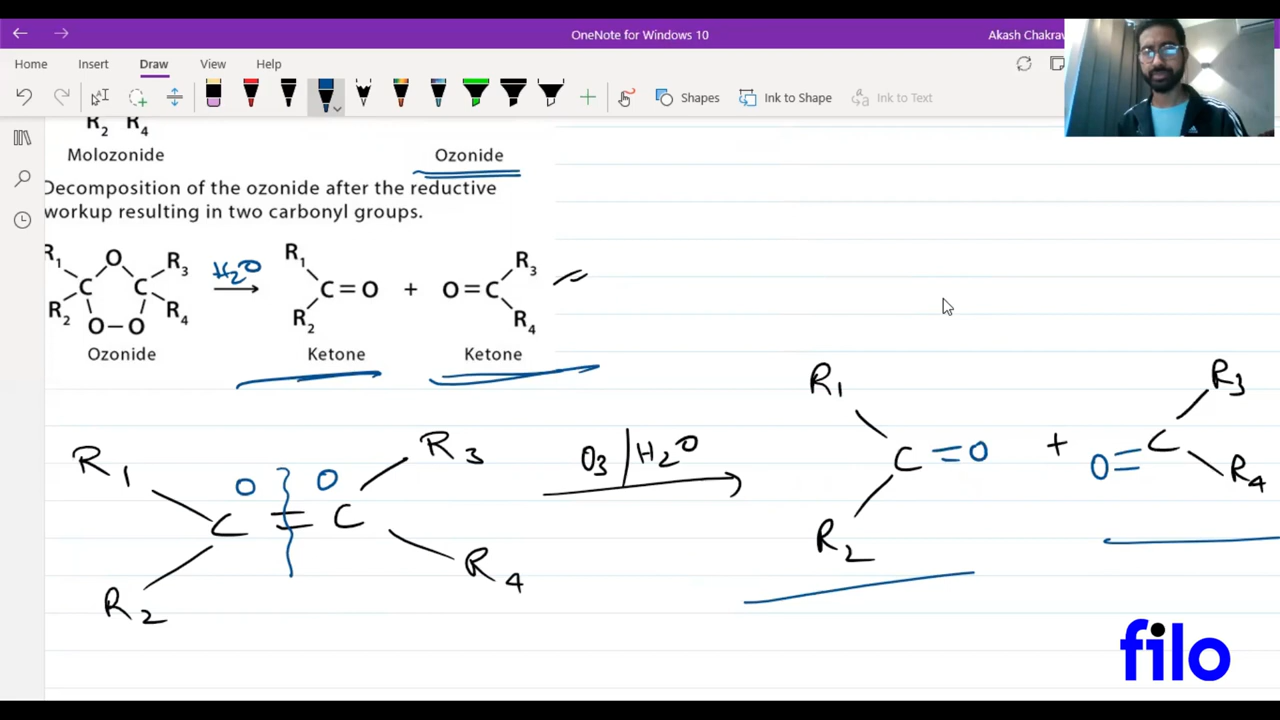 OneNote for Windows 10
Akash Chakrav
Home Insert Draw View Help
Shapes Ink to Shape Ink to Text
R2 R4
Molozonide Ozonide
Decomposition of the ozonide after the reductive
workup resulting in two carbonyl groups.
R1 O R3 H2O R1 R3
C C C=O + O=C
R2 O–O R4 R2 R4
Ozonide Ketone Ketone
R1 R3 R1 R3
O O O3/H2O C=O + O=C
C=C R4
R2 R4 R2
filo